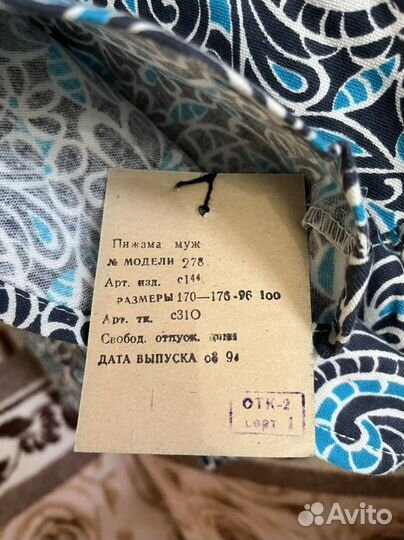 Пижама муж
№ МОДЕЛИ 278
Арт. изд. с144
РАЗМЕРЫ 170—176-96 100
Арт. тк. с310
Свобод. отпуск.
ДАТА ВЫПУСКА 08 94
ОТК-2
сорт 1
Avito